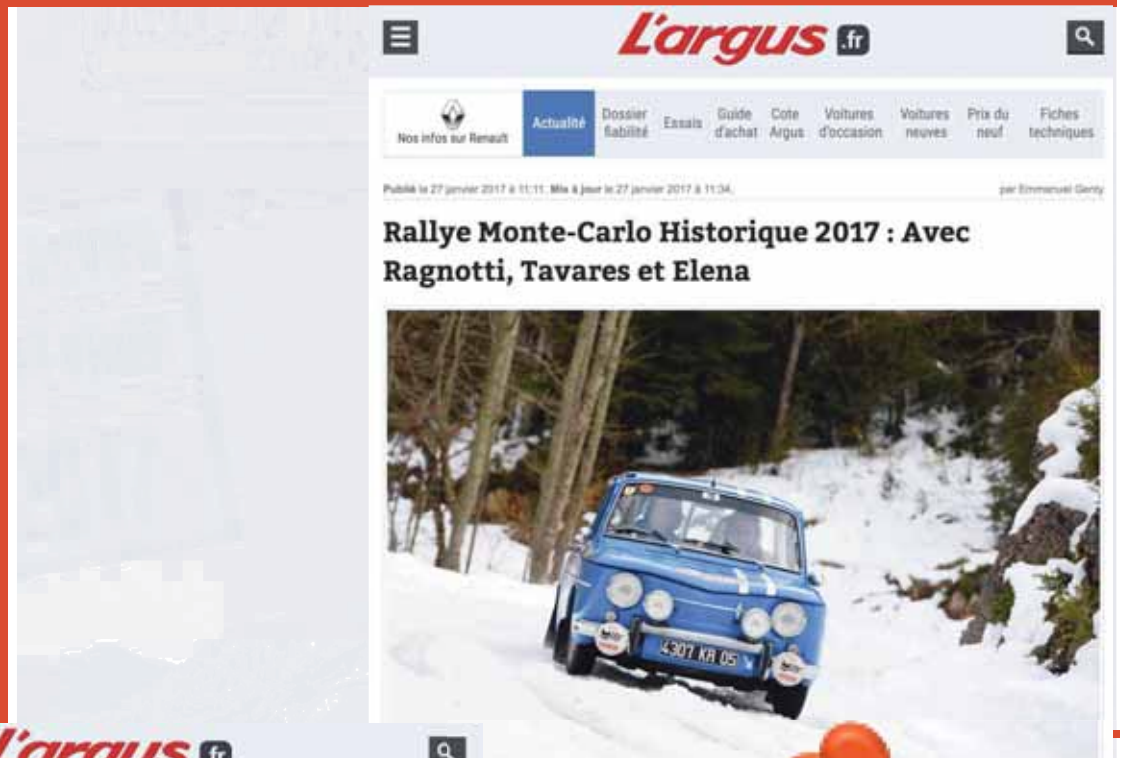 L'argus .fr
Nos infos sur Renault
Actualité
Dossier fiabilité
Essais
Guide d'achat
Cote Argus
Voitures d'occasion
Voitures neuves
Prix du neuf
Fiches techniques
Publié le 27 janvier 2017 à 11:11. Mis à jour le 27 janvier 2017 à 11:34.
par Emmanuel Genty
Rallye Monte-Carlo Historique 2017 : Avec
Ragnotti, Tavares et Elena
4307 KR 05
L'argus .fr